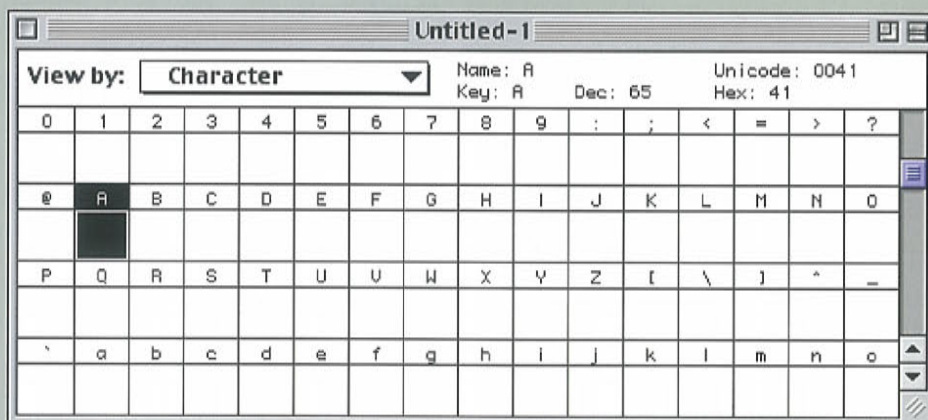 Untitled-1
View by: Character Name: A Unicode: 0041
Key: A Dec: 65 Hex: 41
0 1 2 3 4 5 6 7 8 9 : ; < = > ?
@ A B C D E F G H I J K L M N O
P Q R S T U V W X Y Z [ \ ] ^ _
` a b c d e f g h i j k l m n o